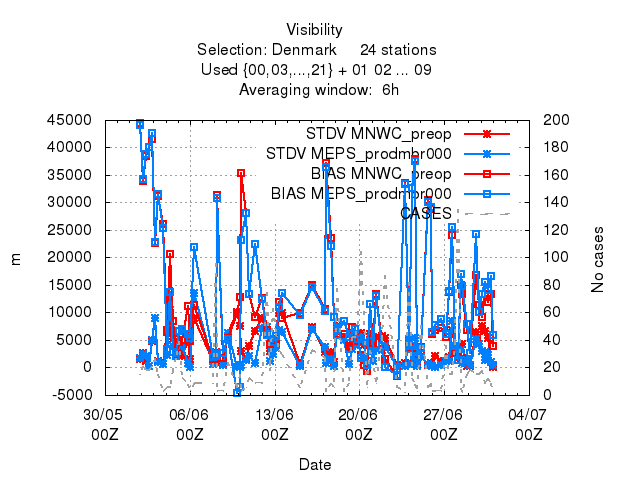 Visibility
Selection: Denmark 24 stations
Used {00,03,...,21} + 01 02 ... 09
Averaging window: 6h
45000
40000
35000
30000
25000
20000
15000
10000
5000
0
-5000
m
200
180
160
140
120
100
80
60
40
20
0
No cases
STDV MNWC_preop
STDV MEPS_prodmbr000
BIAS MNWC_preop
BIAS MEPS_prodmbr000
CASES
30/05 06/06 13/06 20/06 27/06 04/07
00Z 00Z 00Z 00Z 00Z 00Z
Date